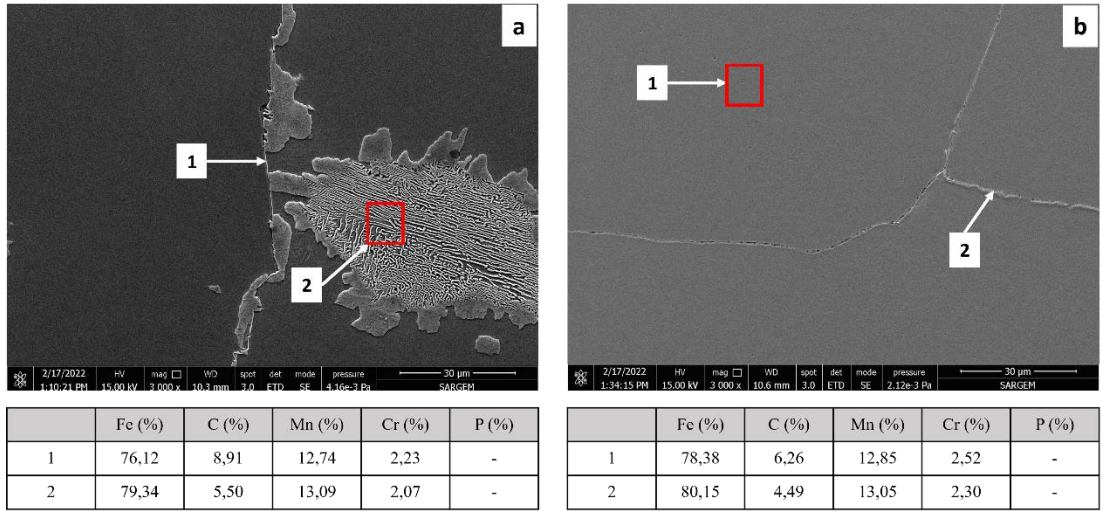 a
1
2
2/17/2022 HV mag WD spot det mode pressure 30 µm
1:10:21 PM 15.00 kV 3 000 x 10.3 mm 3.0 ETD SE 4.16e-3 Pa SARGEM
b
1
2
2/17/2022 HV mag WD spot det mode pressure 30 µm
1:34:15 PM 15.00 kV 3 000 x 10.6 mm 3.0 ETD SE 2.12e-3 Pa SARGEM
Fe (%) C (%) Mn (%) Cr (%) P (%)
1 76,12 8,91 12,74 2,23 -
2 79,34 5,50 13,09 2,07 -
Fe (%) C (%) Mn (%) Cr (%) P (%)
1 78,38 6,26 12,85 2,52 -
2 80,15 4,49 13,05 2,30 -